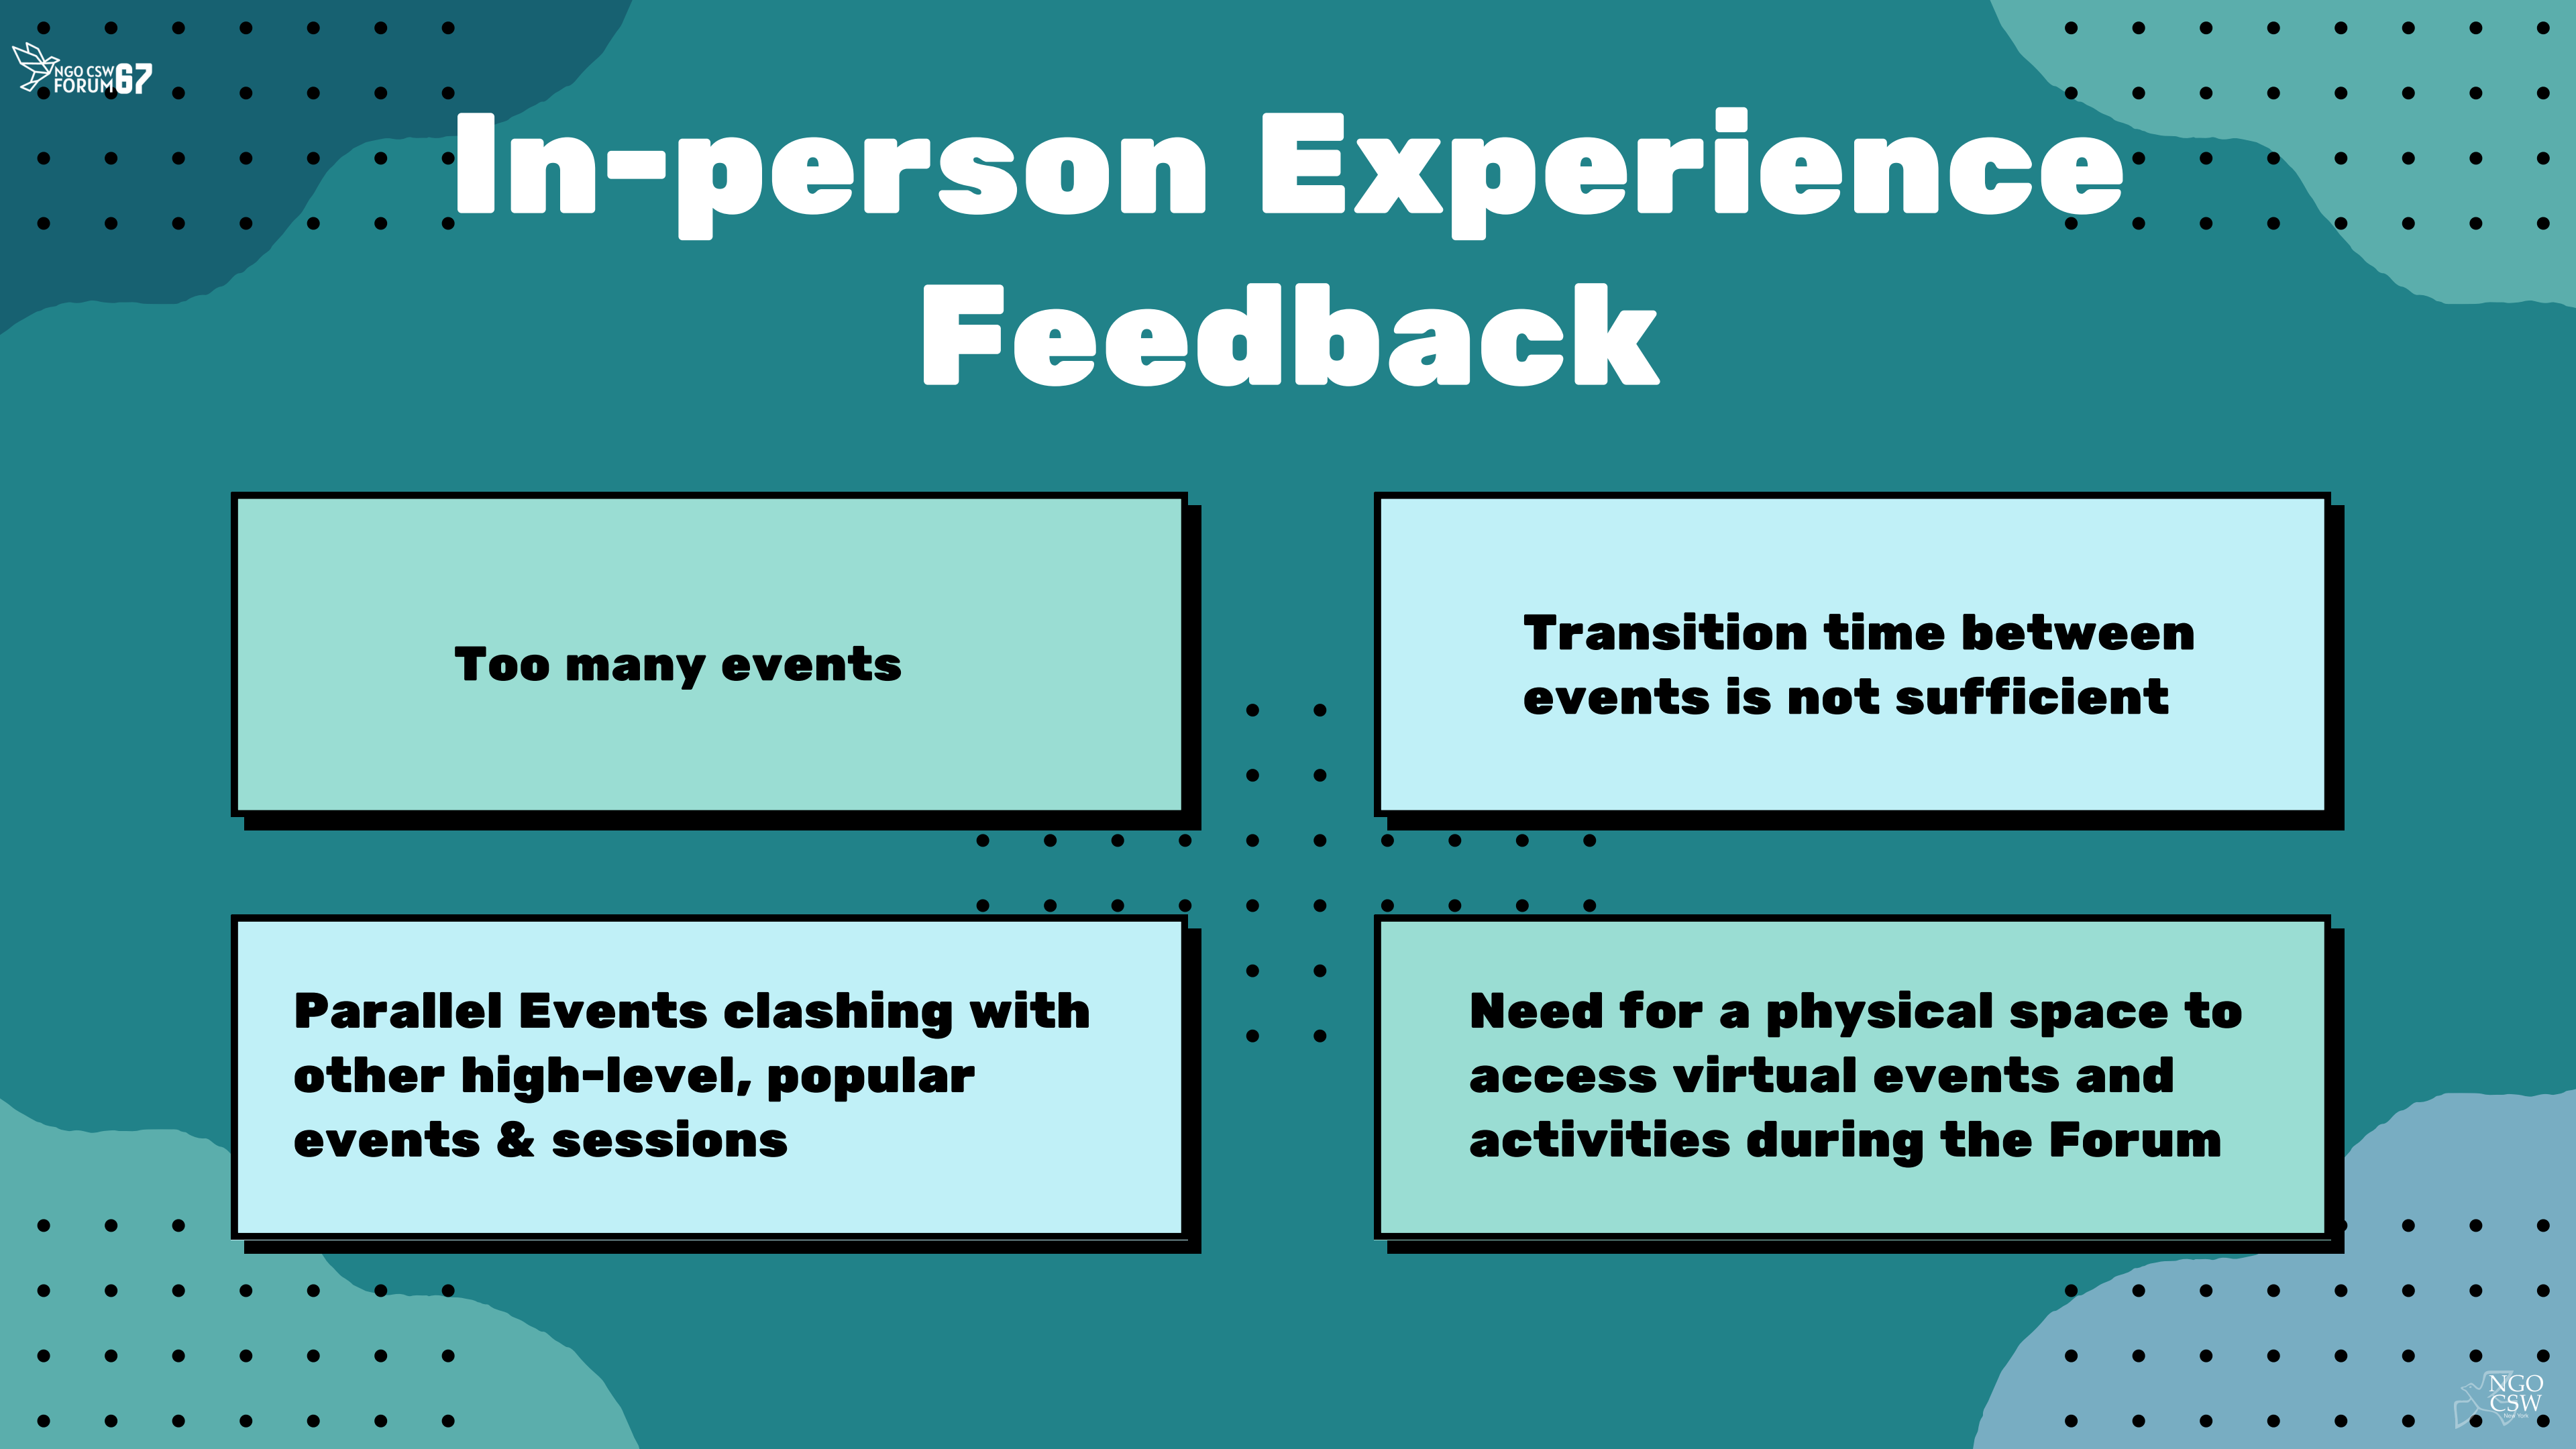 NGO CSW
FORUM67
In-person Experience
Feedback
Too many events
Transition time between
events is not sufficient
Parallel Events clashing with
other high-level, popular
events & sessions
Need for a physical space to
access virtual events and
activities during the Forum
NGO
CSW
New York